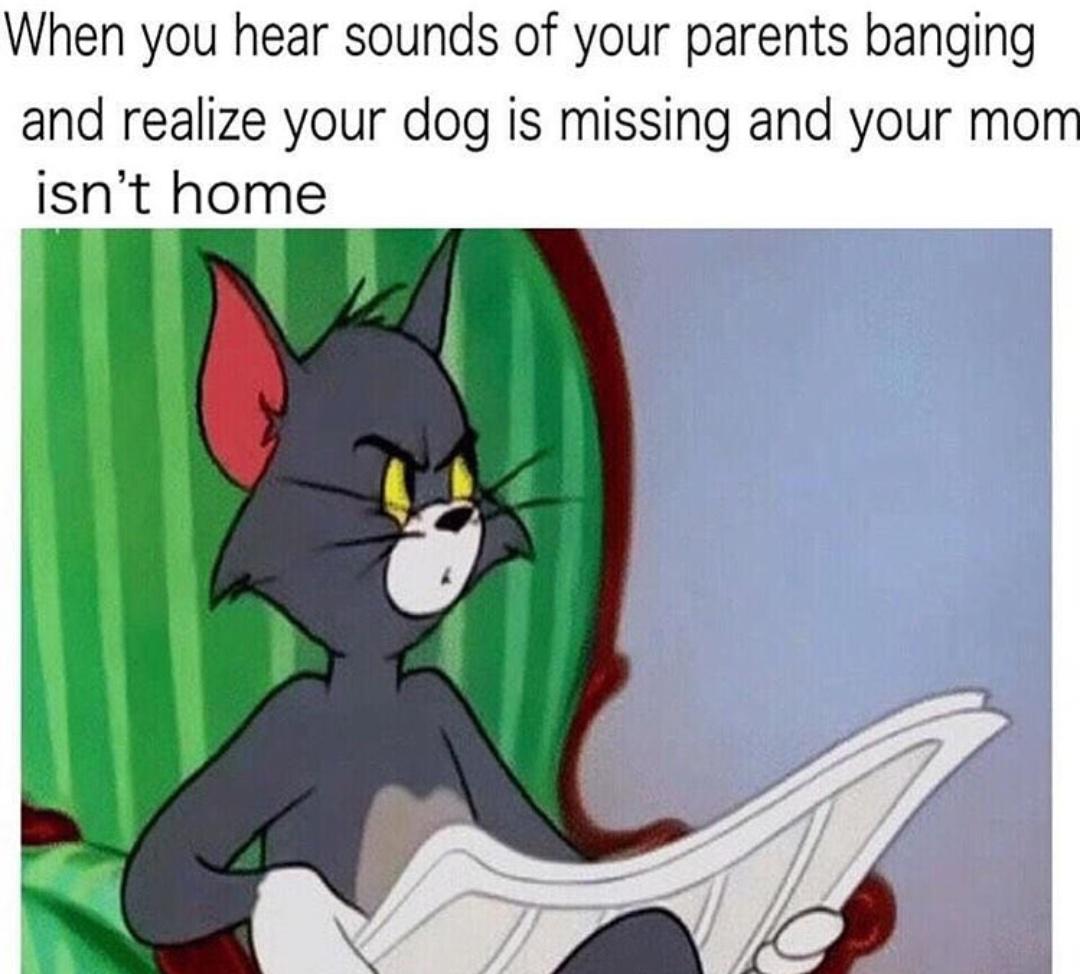 When you hear sounds of your parents banging
and realize your dog is missing and your mom
isn't home